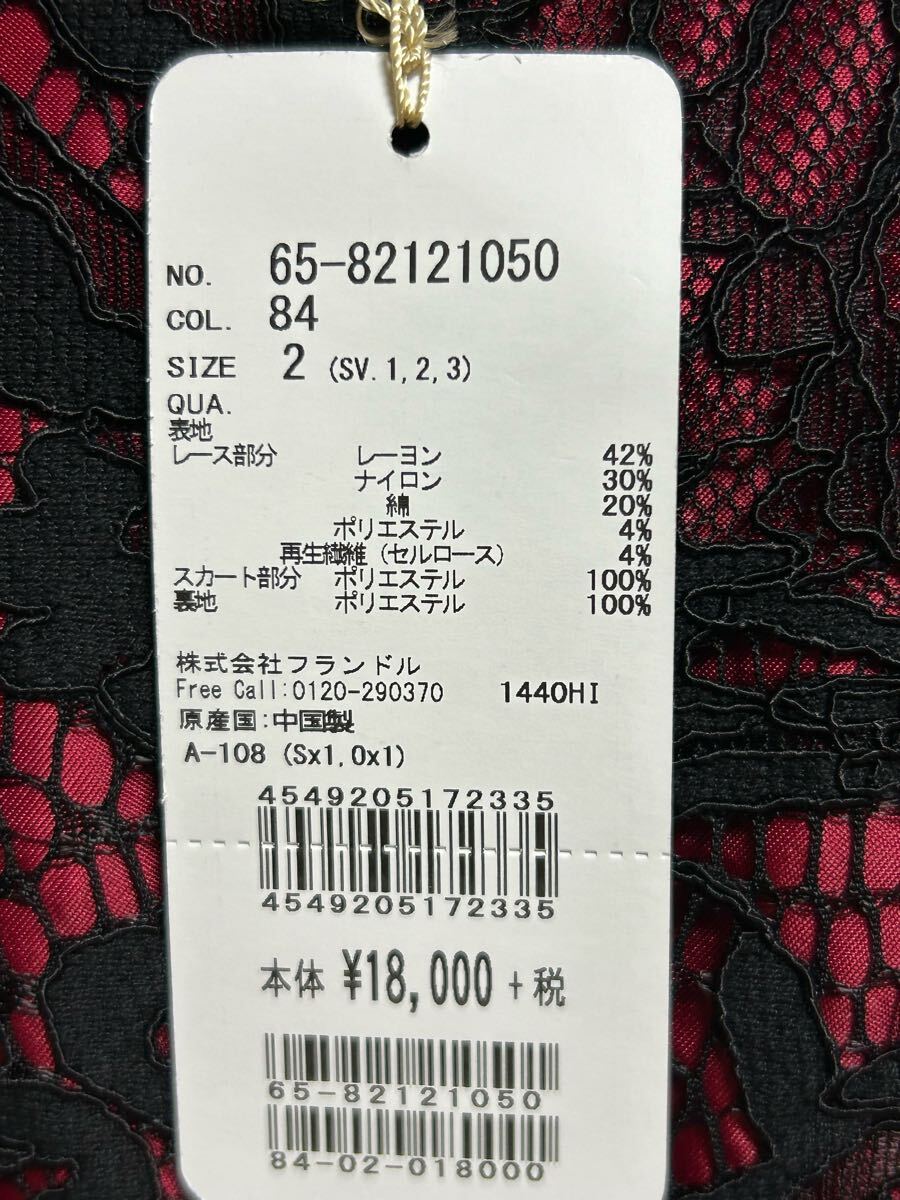 NO. 65-82121050
COL. 84
SIZE 2 (SV.1,2,3)
QUA.
表地
レース部分 レーヨン 42%
ナイロン 30%
綿 20%
ポリエステル 4%
再生繊維(セルロース) 4%
スカート部分 ポリエステル 100%
裏地 ポリエステル 100%
株式会社フランドル
Free Call:0120-290370 1440HI
原産国:中国製
A-108 (Sx1,0x1)
4549205172335
4549205172335
本体 ¥18,000 +税
65-82121050
84-02-018000